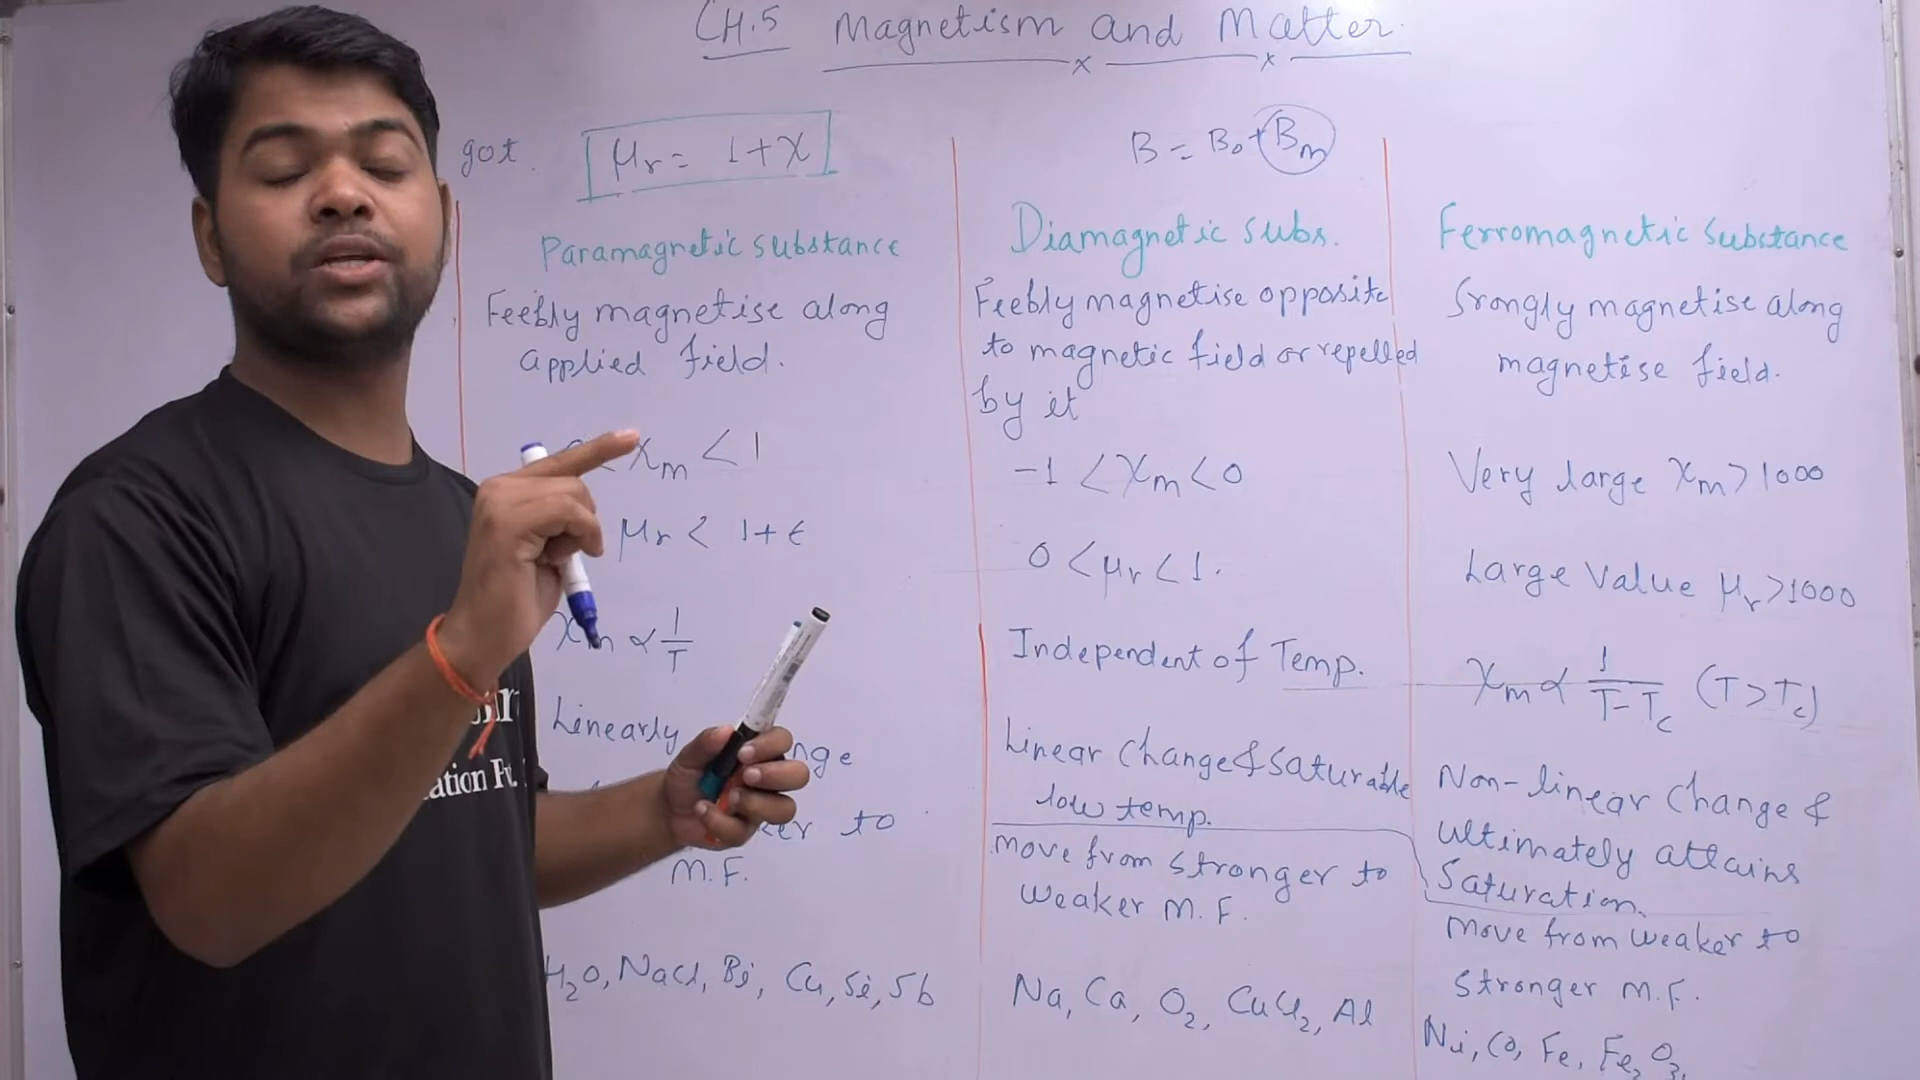 CH.5 Magnetism and Matter.
got.
μr = 1+χ
B = B0+Bm
Paramagnetic substance
Feebly magnetise along
applied field.
χm <1
μr < 1+ε
χm ∝ 1/T
Linearly
to
M.F.
H2O, NaCl, Bi, Cu, Si, Sb
Diamagnetic subs.
Feebly magnetise opposite
to magnetic field or repelled
by it
-1 <χm<0
0 <μr<1.
Independent of Temp.
Linear Change & Saturable
low temp.
move from Stronger to
weaker M.F.
Na, Ca, O2, CuCl2, Al
Ferromagnetic Substance
Srongly magnetise along
magnetise field.
Very large χm>1000
Large Value μr>1000
χm ∝ 1/T-Tc (T>Tc)
Non-linear Change &
ultimately attains
Saturation.
move from weaker to
Stronger M.F.
Ni, Co, Fe, Fe2O3,
ation Pv.